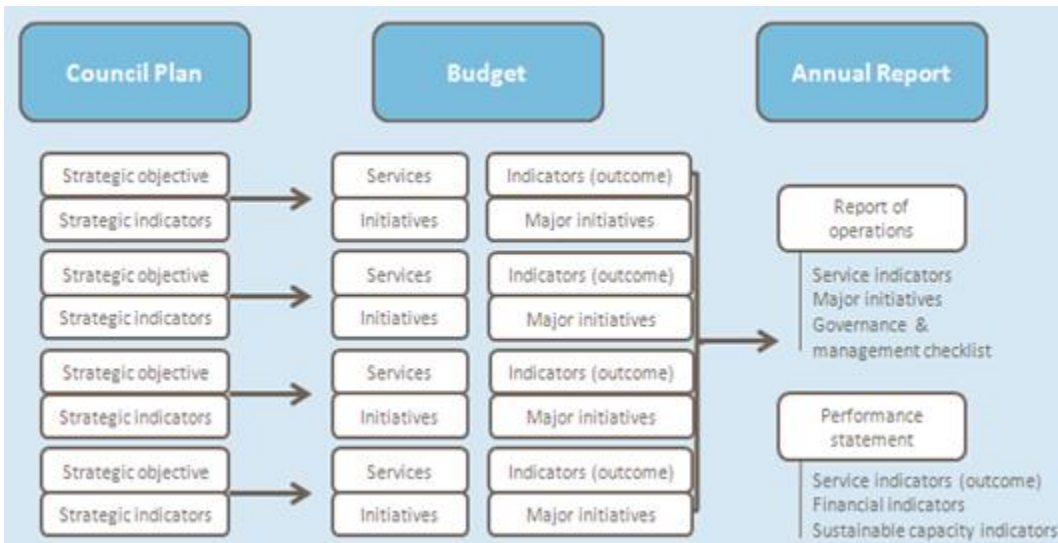 Council Plan
Budget
Annual Report
Strategic objective
Strategic indicators
Strategic objective
Strategic indicators
Strategic objective
Strategic indicators
Strategic objective
Strategic indicators
Services
Initiatives
Services
Initiatives
Services
Initiatives
Services
Initiatives
Indicators (outcome)
Major initiatives
Indicators (outcome)
Major initiatives
Indicators (outcome)
Major initiatives
Indicators (outcome)
Major initiatives
Report of
operations
Service indicators
Major initiatives
Governance &
management checklist
Performance
statement
Service indicators (outcome)
Financial indicators
Sustainable capacity indicators